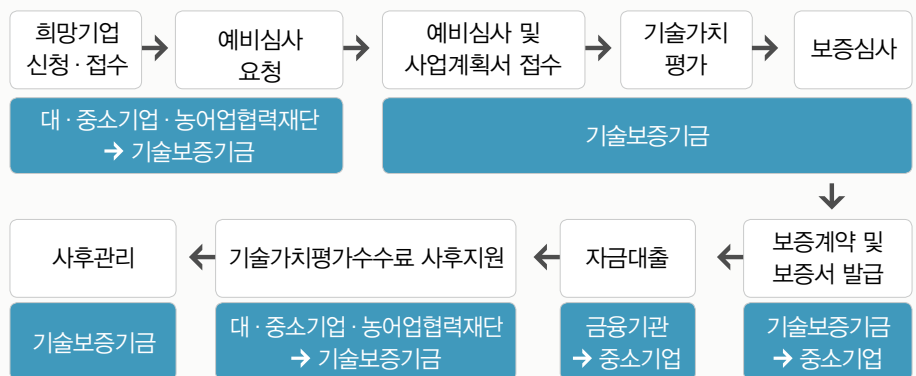 희망기업
신청 · 접수
예비심사
요청
예비심사 및
사업계획서 접수
기술가치
평가
보증심사
대 · 중소기업 · 농어업협력재단
→ 기술보증기금
기술보증기금
사후관리
기술가치평가수수료 사후지원
자금대출
보증계약 및
보증서 발급
기술보증기금
대 · 중소기업 · 농어업협력재단
→ 기술보증기금
금융기관
→ 중소기업
기술보증기금
→ 중소기업